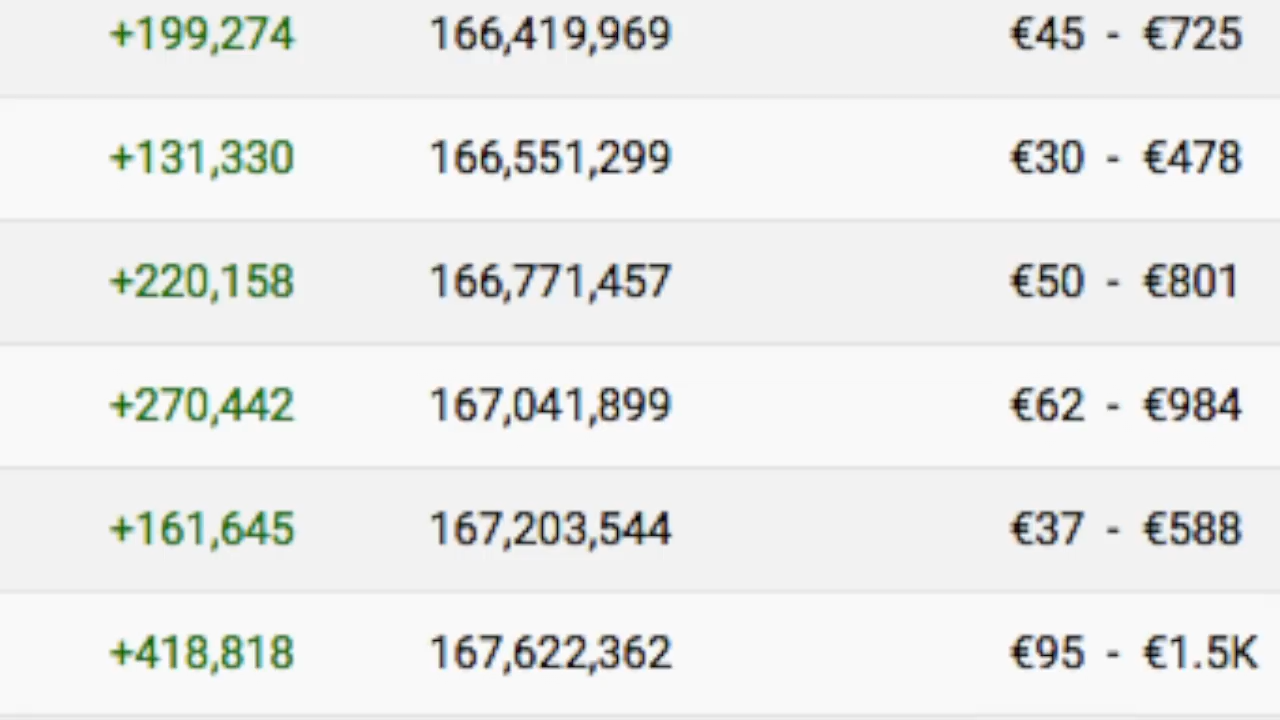 +199,274 166,419,969 €45 - €725
+131,330 166,551,299 €30 - €478
+220,158 166,771,457 €50 - €801
+270,442 167,041,899 €62 - €984
+161,645 167,203,544 €37 - €588
+418,818 167,622,362 €95 - €1.5K